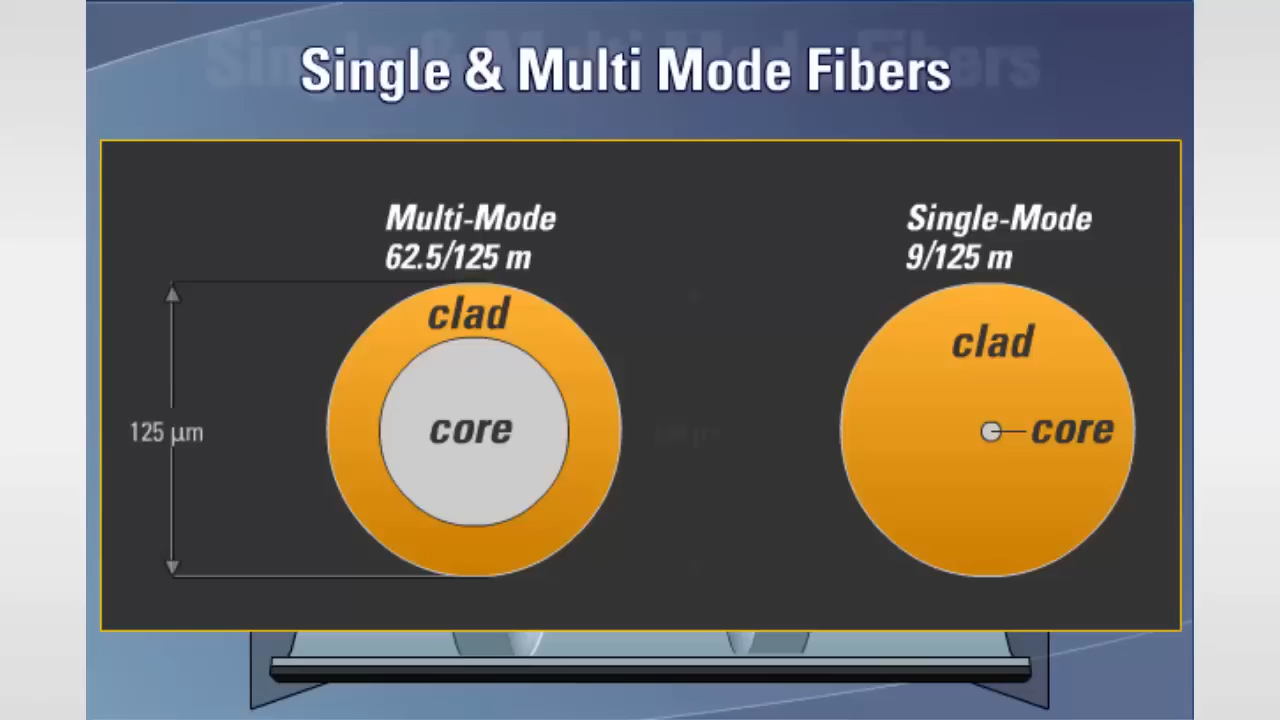 Single & Multi Mode Fibers
Multi-Mode
62.5/125 m
Single-Mode
9/125 m
clad
core
125 µm
clad
core